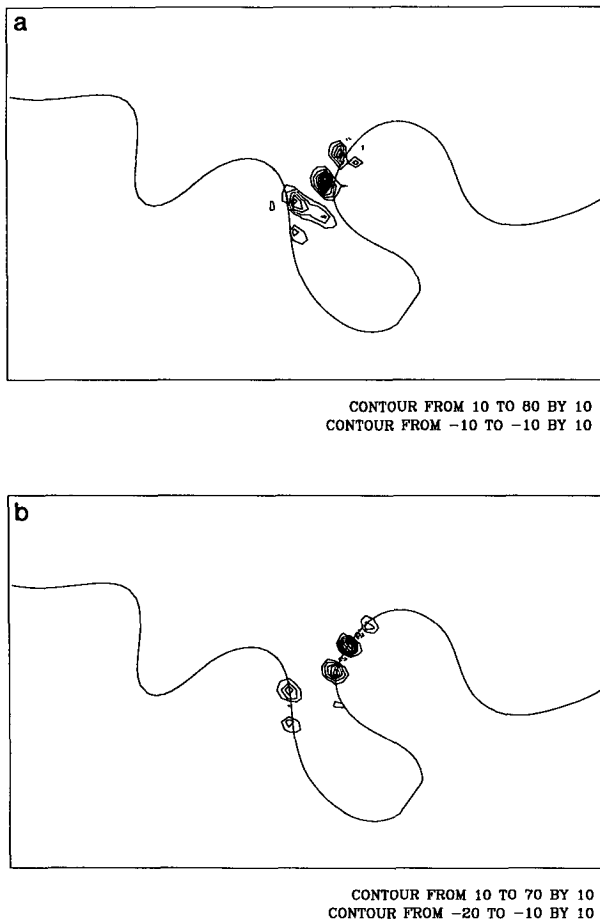 a
CONTOUR FROM 10 TO 80 BY 10
CONTOUR FROM -10 TO -10 BY 10
b
CONTOUR FROM 10 TO 70 BY 10
CONTOUR FROM -20 TO -10 BY 10